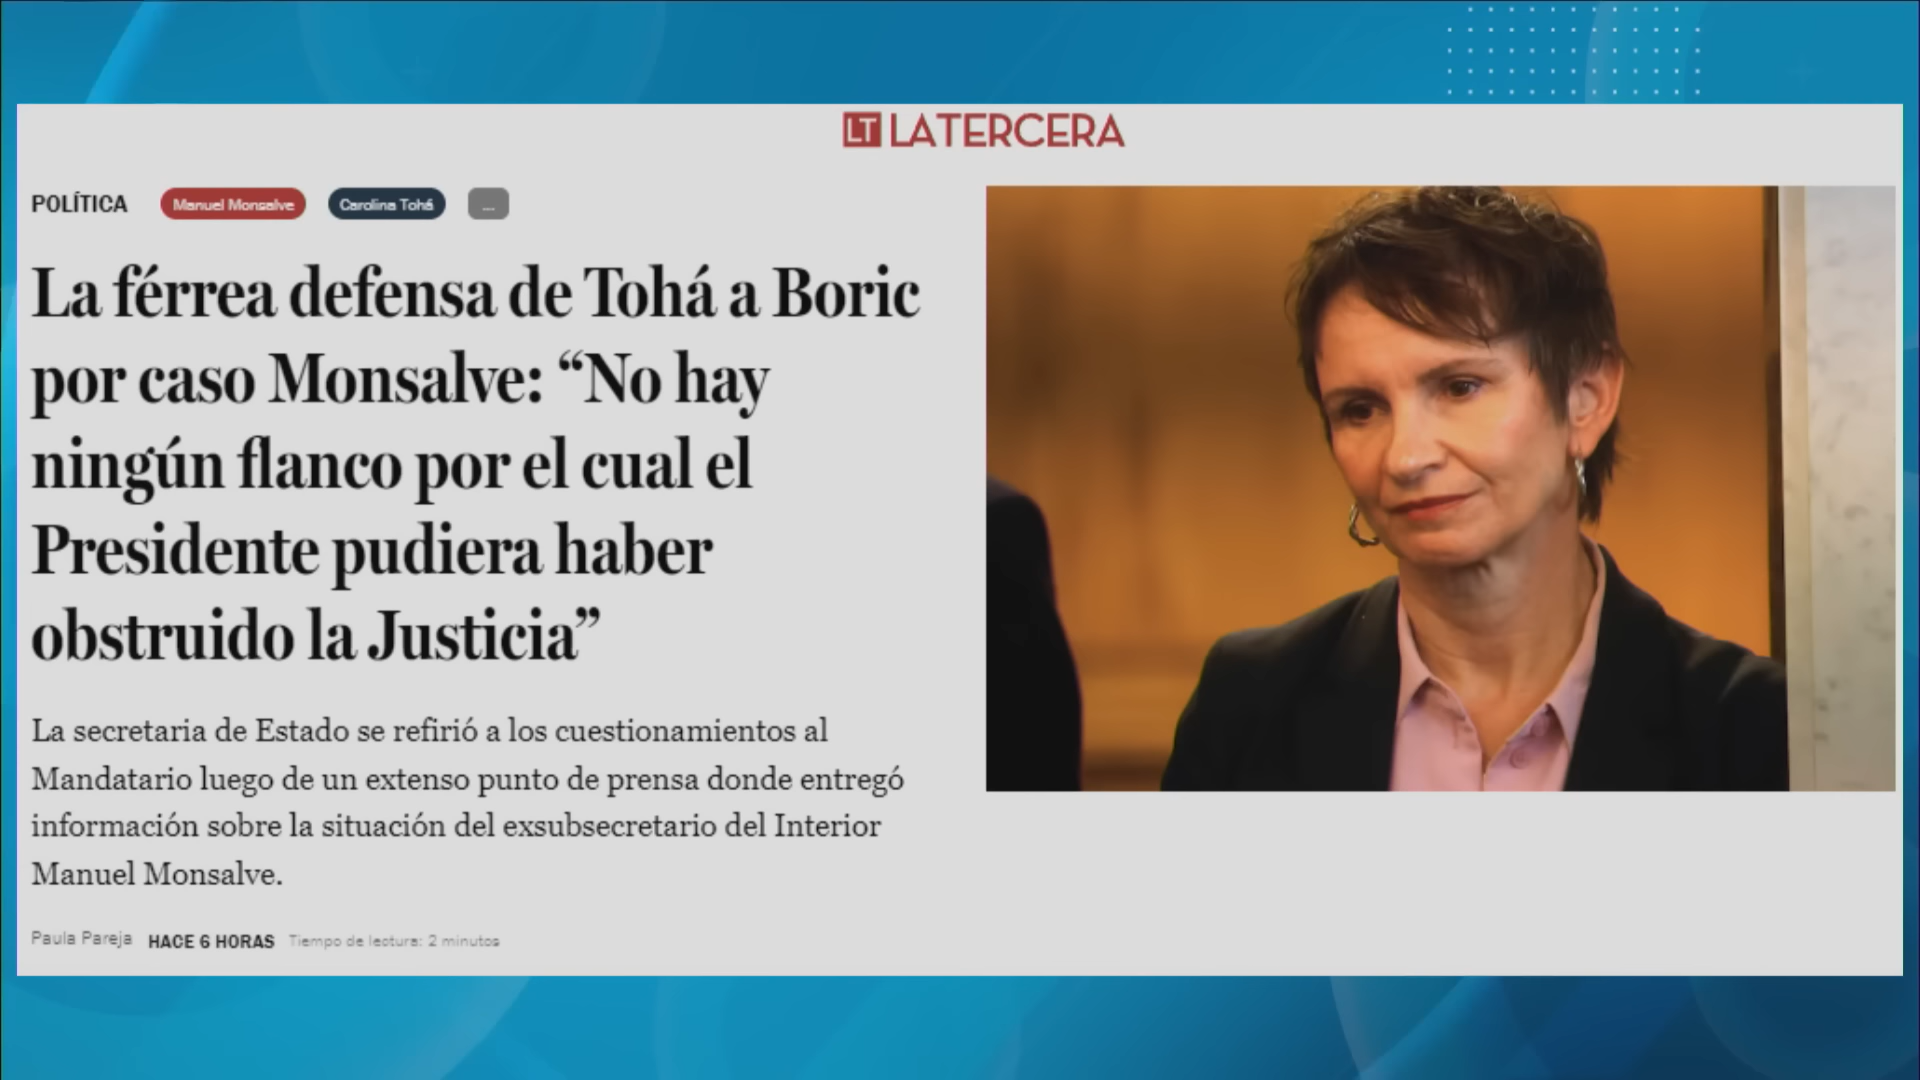 LT LATERCERA
POLÍTICA Manuel Monsalve Carolina Tohá ...
La férrea defensa de Tohá a Boric
por caso Monsalve: “No hay
ningún flanco por el cual el
Presidente pudiera haber
obstruido la Justicia”
La secretaria de Estado se refirió a los cuestionamientos al
Mandatario luego de un extenso punto de prensa donde entregó
información sobre la situación del exsubsecretario del Interior
Manuel Monsalve.
Paula Pareja HACE 6 HORAS Tiempo de lectura: 2 minutos